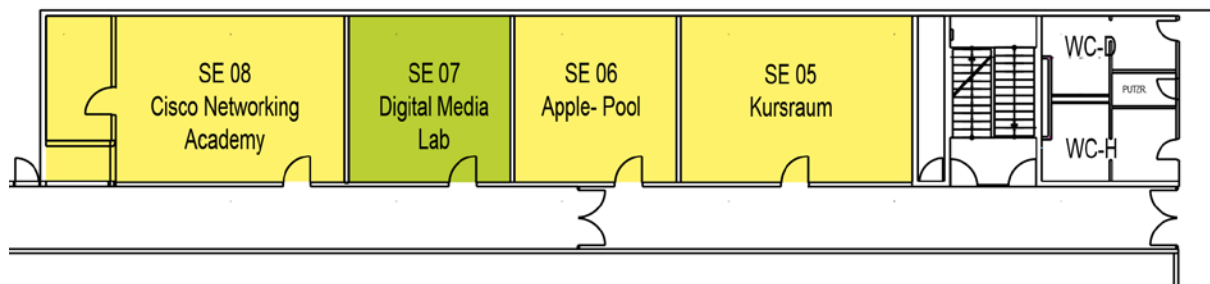 SE 08
Cisco Networking
Academy
SE 07
Digital Media
Lab
SE 06
Apple- Pool
SE 05
Kursraum
WC-D
PUTZR.
WC-H